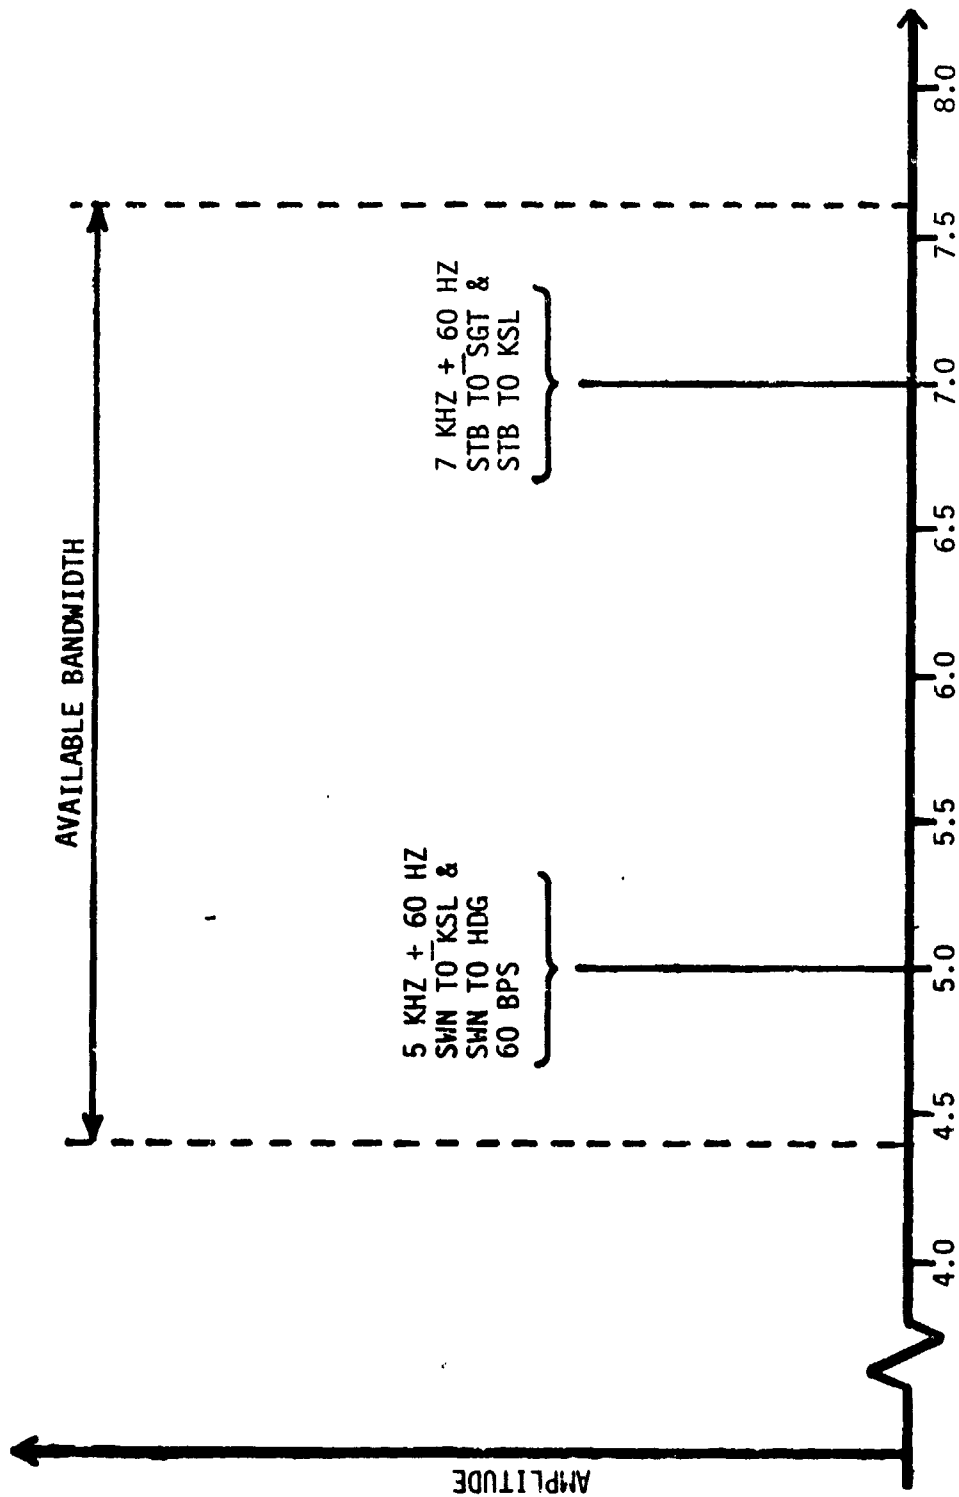 AVAILABLE BANDWIDTH
5 KHZ ± 60 HZ
SWN TO KSL &
SWN TO HDG
60 BPS
7 KHZ ± 60 HZ
STB TO SGT &
STB TO KSL
AMPLITUDE
4.0 4.5 5.0 5.5 6.0 6.5 7.0 7.5 8.0